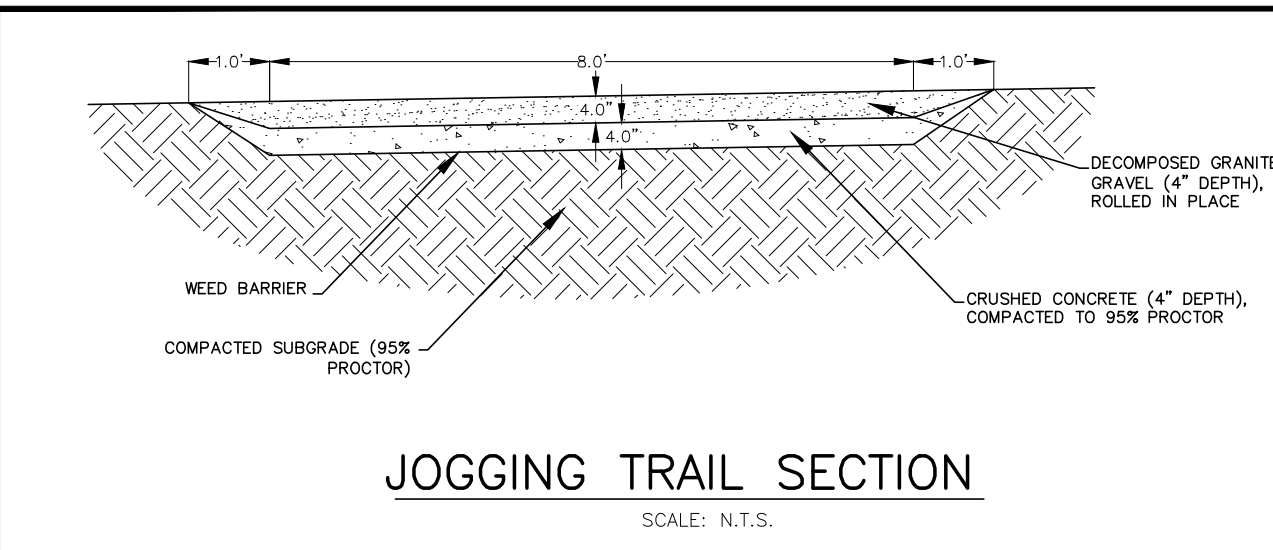 1.0'
8.0'
1.0'
4.0"
4.0"
DECOMPOSED GRANITE
GRAVEL (4" DEPTH),
ROLLED IN PLACE
WEED BARRIER
CRUSHED CONCRETE (4" DEPTH),
COMPACTED TO 95% PROCTOR
COMPACTED SUBGRADE (95%
PROCTOR)
JOGGING TRAIL SECTION
SCALE: N.T.S.